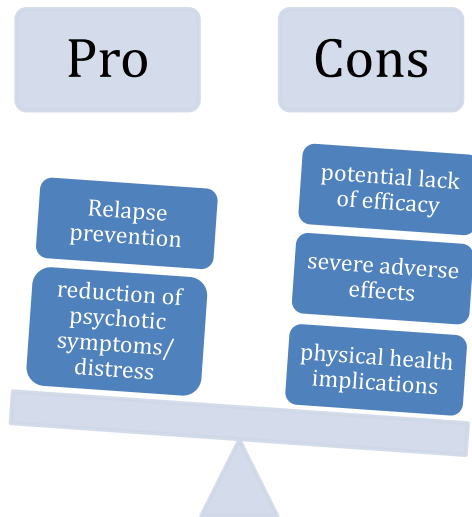 Pro
Cons
Relapse
prevention
reduction of
psychotic
symptoms/
distress
potential lack
of efficacy
severe adverse
effects
physical health
implications